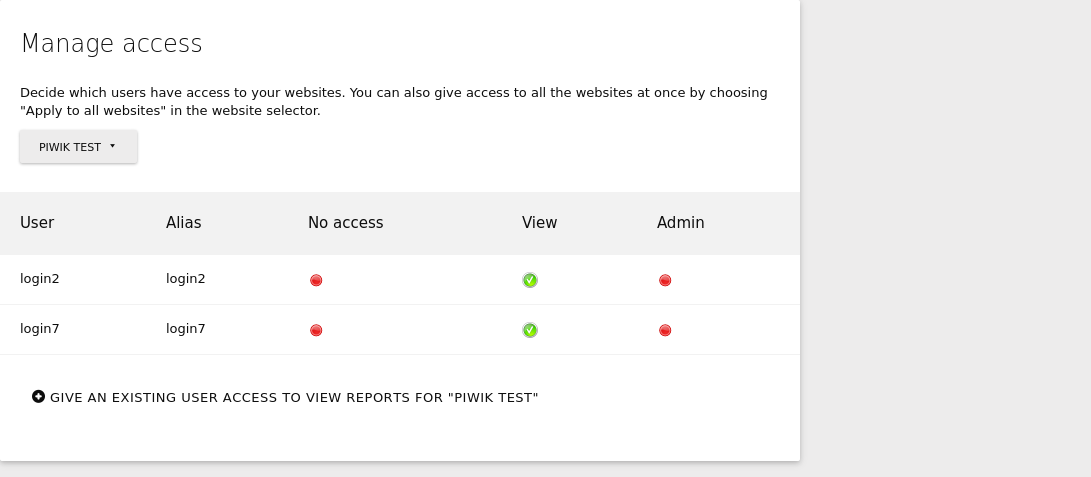 Manage access
Decide which users have access to your websites. You can also give access to all the websites at once by choosing
"Apply to all websites" in the website selector.
PIWIK TEST
User Alias No access View Admin
login2 login2
login7 login7
GIVE AN EXISTING USER ACCESS TO VIEW REPORTS FOR "PIWIK TEST"